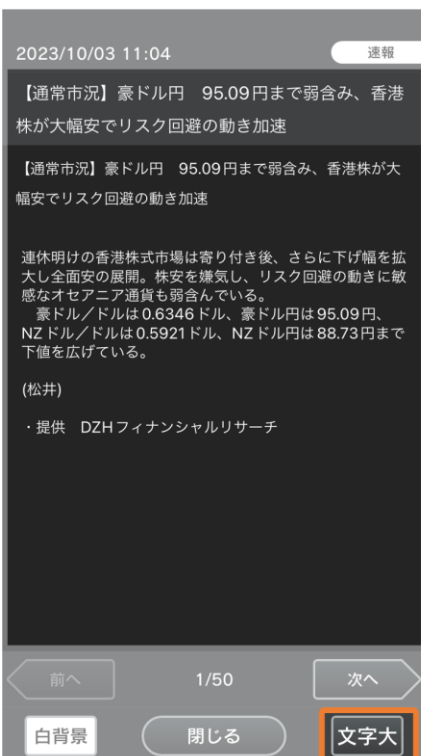 2023/10/03 11:04 速報
【通常市況】豪ドル円　95.09円まで弱含み、香港
株が大幅安でリスク回避の動き加速
【通常市況】豪ドル円　95.09円まで弱含み、香港株が大
幅安でリスク回避の動き加速
連休明けの香港株式市場は寄り付き後、さらに下げ幅を拡
大し全面安の展開。株安を嫌気し、リスク回避の動きに敏
感なオセアニア通貨も弱含んでいる。
　豪ドル／ドルは0.6346ドル、豪ドル円は95.09円、
NZドル／ドルは0.5921ドル、NZドル円は88.73円まで
下値を広げている。
(松井)
・提供　DZHフィナンシャルリサーチ
前へ 1/50 次へ
白背景 閉じる 文字大